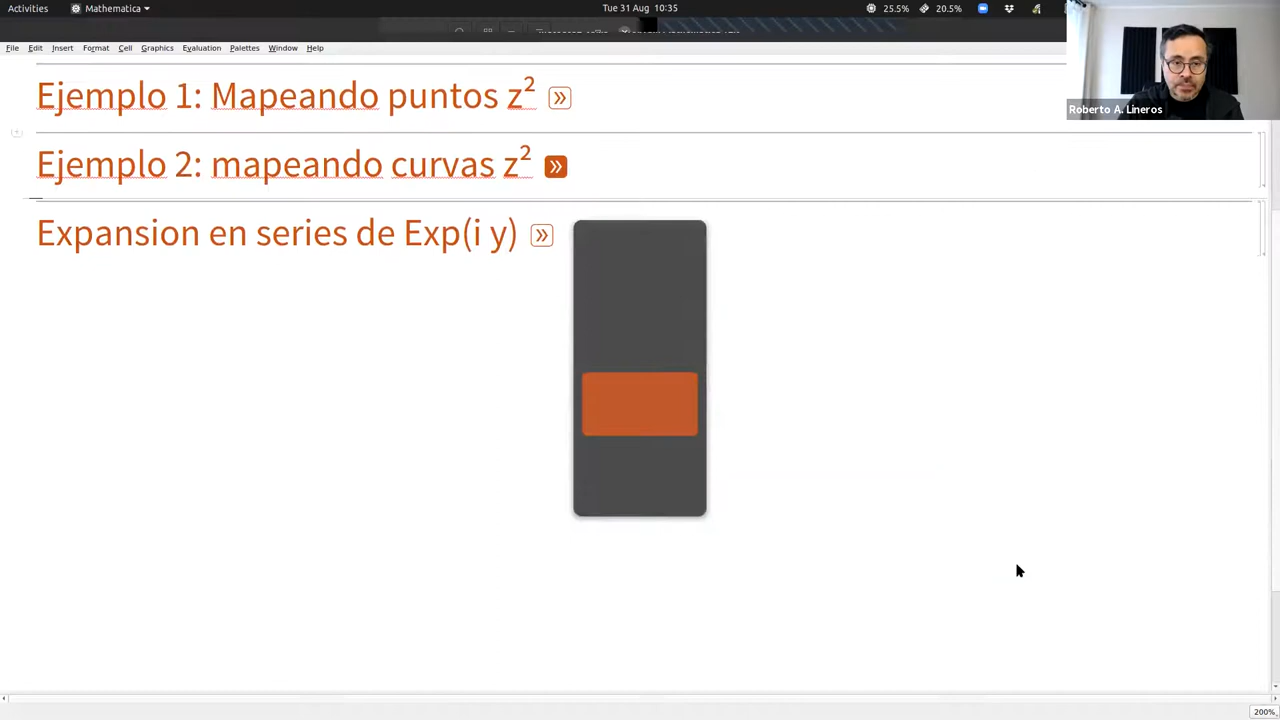 Activities Mathematica Tue 31 Aug 10:35 25.5% 20.5%
File Edit Insert Format Cell Graphics Evaluation Palettes Window Help
Roberto A. Lineros
Ejemplo 1: Mapeando puntos z² »
Ejemplo 2: mapeando curvas z² »
Expansion en series de Exp(i y) »
200%